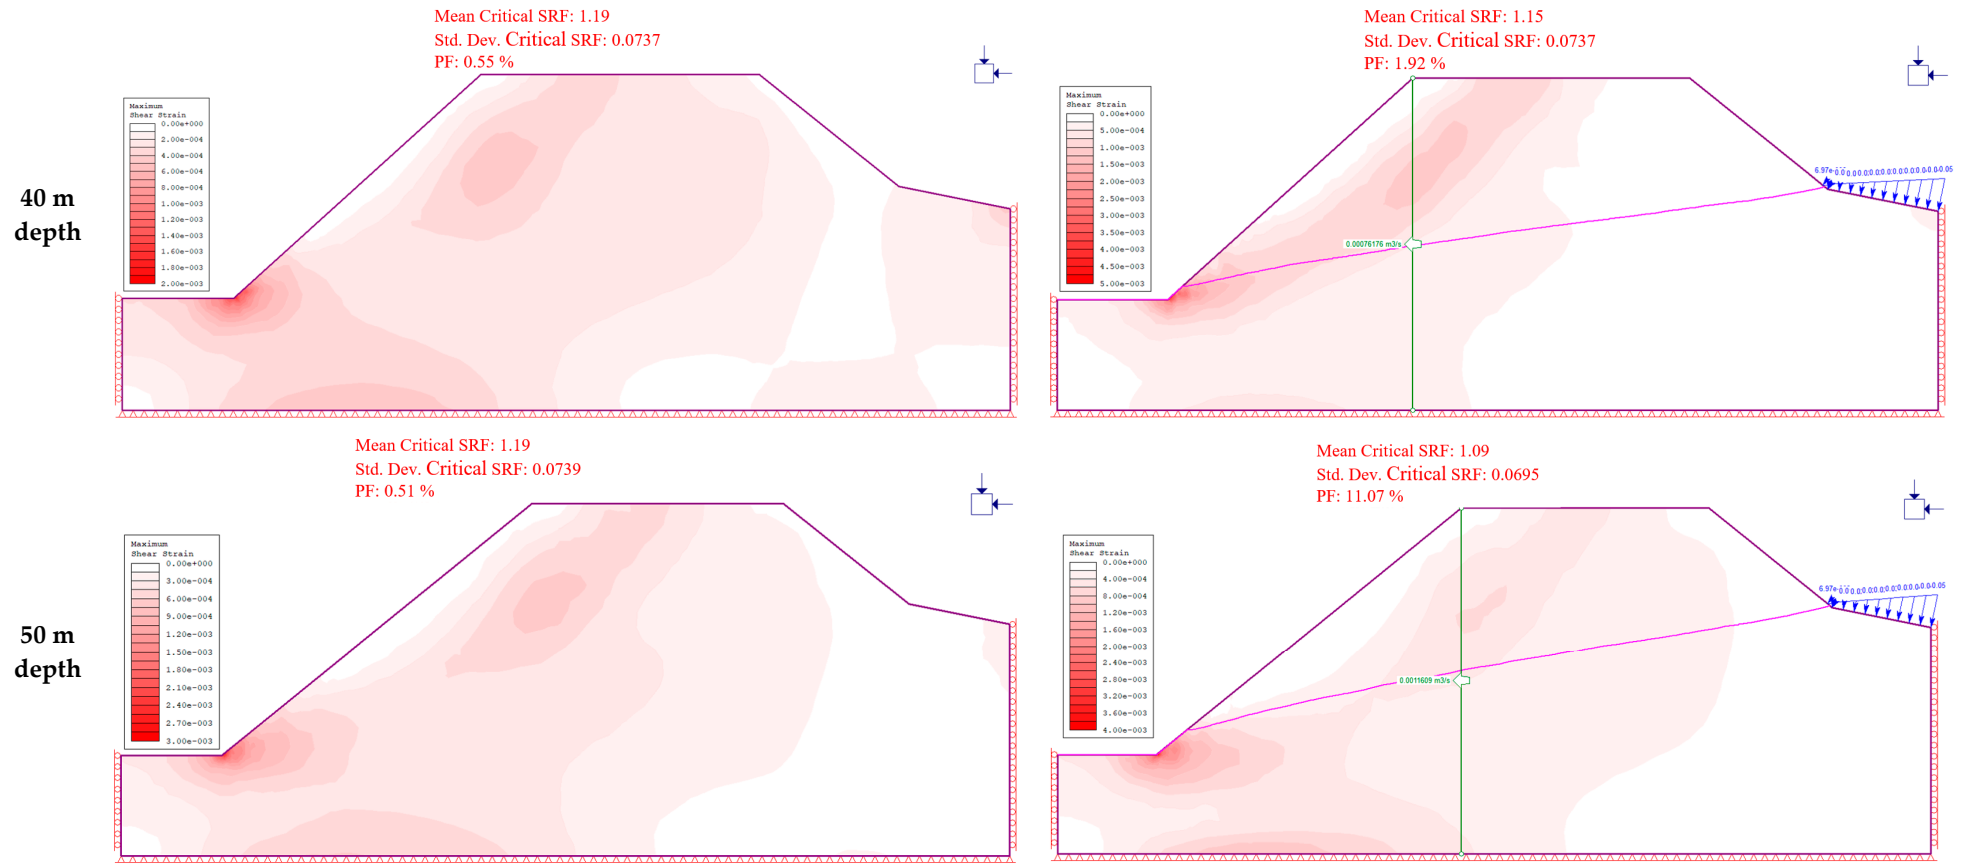 Mean Critical SRF: 1.19
Std. Dev. Critical SRF: 0.0737
PF: 0.55 %
Mean Critical SRF: 1.15
Std. Dev. Critical SRF: 0.0737
PF: 1.92 %
40 m
depth
Maximum
Shear Strain
0.00e+000
2.00e-004
4.00e-004
6.00e-004
8.00e-004
1.00e-003
1.20e-003
1.40e-003
1.60e-003
1.80e-003
2.00e-003
Maximum
Shear Strain
0.00e+000
5.00e-004
1.00e-003
1.50e-003
2.00e-003
2.50e-003
3.00e-003
3.50e-003
4.00e-003
4.50e-003
5.00e-003
0.00076176 m3/s
Mean Critical SRF: 1.19
Std. Dev. Critical SRF: 0.0739
PF: 0.51 %
Mean Critical SRF: 1.09
Std. Dev. Critical SRF: 0.0695
PF: 11.07 %
50 m
depth
Maximum
Shear Strain
0.00e+000
3.00e-004
6.00e-004
9.00e-004
1.20e-003
1.50e-003
1.80e-003
2.10e-003
2.40e-003
2.70e-003
3.00e-003
Maximum
Shear Strain
0.00e+000
4.00e-004
8.00e-004
1.20e-003
1.60e-003
2.00e-003
2.40e-003
2.80e-003
3.20e-003
3.60e-003
4.00e-003
0.0011609 m3/s